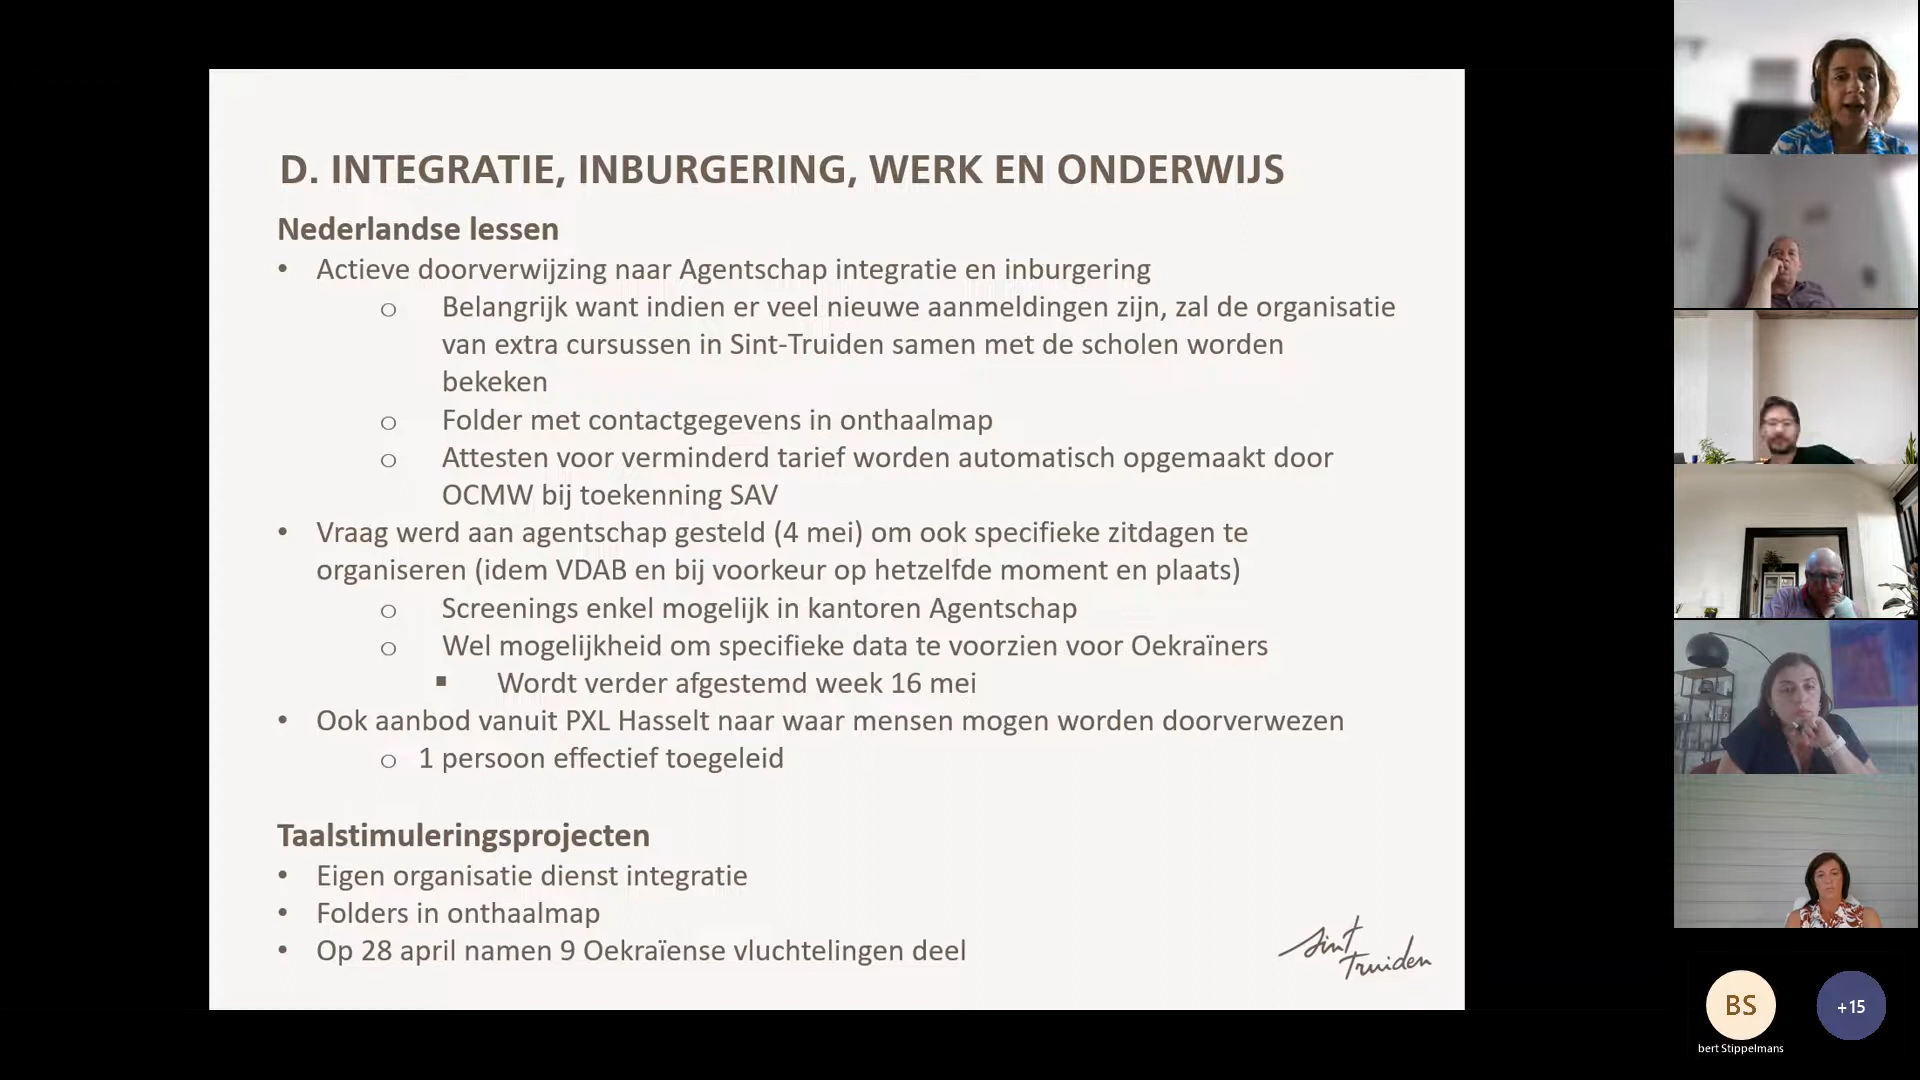 D. INTEGRATIE, INBURGERING, WERK EN ONDERWIJS
Nederlandse lessen
• Actieve doorverwijzing naar Agentschap integratie en inburgering
o Belangrijk want indien er veel nieuwe aanmeldingen zijn, zal de organisatie
van extra cursussen in Sint-Truiden samen met de scholen worden
bekeken
o Folder met contactgegevens in onthaalmap
o Attesten voor verminderd tarief worden automatisch opgemaakt door
OCMW bij toekenning SAV
• Vraag werd aan agentschap gesteld (4 mei) om ook specifieke zitdagen te
organiseren (idem VDAB en bij voorkeur op hetzelfde moment en plaats)
o Screenings enkel mogelijk in kantoren Agentschap
o Wel mogelijkheid om specifieke data te voorzien voor Oekraïners
▪ Wordt verder afgestemd week 16 mei
• Ook aanbod vanuit PXL Hasselt naar waar mensen mogen worden doorverwezen
o 1 persoon effectief toegeleid
Taalstimuleringsprojecten
• Eigen organisatie dienst integratie
• Folders in onthaalmap
• Op 28 april namen 9 Oekraïense vluchtelingen deel
Sint
Truiden
BS
+15
bert Stippelmans